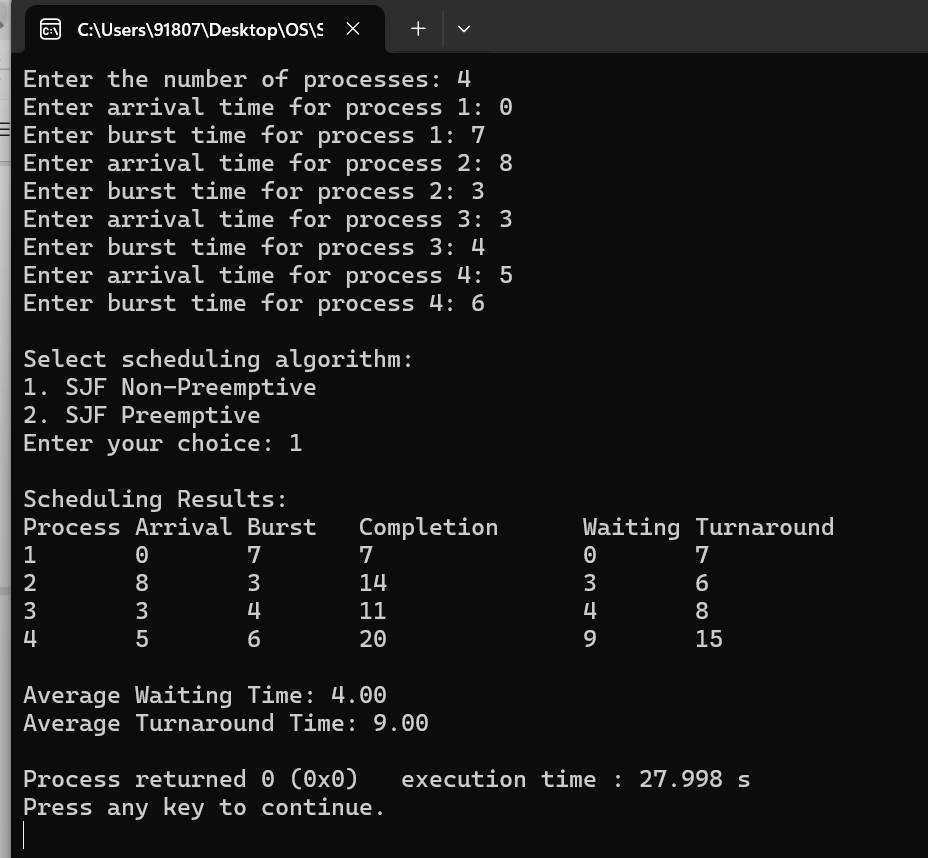 C:\Users\91807\Desktop\OS\S
Enter the number of processes: 4
Enter arrival time for process 1: 0
Enter burst time for process 1: 7
Enter arrival time for process 2: 8
Enter burst time for process 2: 3
Enter arrival time for process 3: 3
Enter burst time for process 3: 4
Enter arrival time for process 4: 5
Enter burst time for process 4: 6

Select scheduling algorithm:
1. SJF Non-Preemptive
2. SJF Preemptive
Enter your choice: 1

Scheduling Results:
Process Arrival Burst   Completion      Waiting Turnaround
1       0       7       7               0       7
2       8       3       14              3       6
3       3       4       11              4       8
4       5       6       20              9       15

Average Waiting Time: 4.00
Average Turnaround Time: 9.00

Process returned 0 (0x0)   execution time : 27.998 s
Press any key to continue.